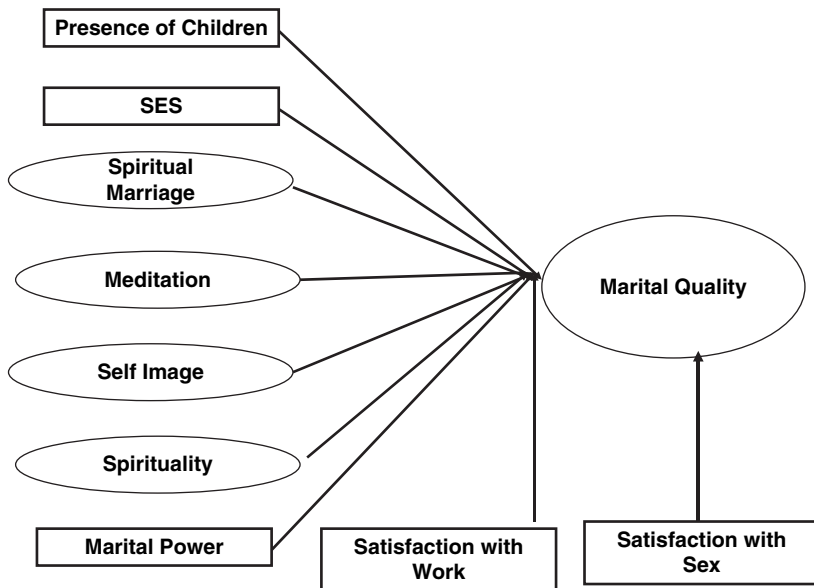 Presence of Children
SES
Spiritual
Marriage
Meditation
Marital Quality
Self Image
Spirituality
Marital Power
Satisfaction with
Work
Satisfaction with
Sex